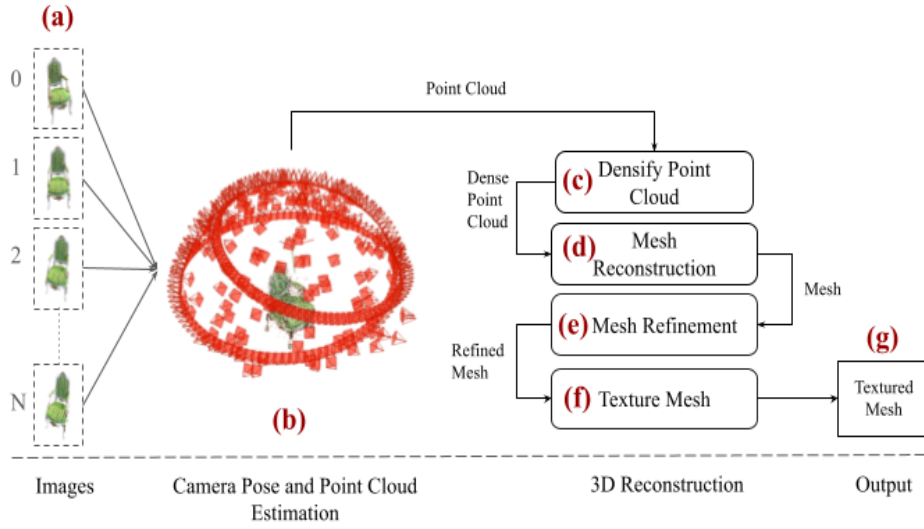 (a)
0
1
2
N
(b)
Point Cloud
(c) Densify Point
Cloud
Dense
Point
Cloud
(d) Mesh
Reconstruction
Mesh
(e) Mesh Refinement
Refined
Mesh
(f) Texture Mesh
(g)
Textured
Mesh
Images
Camera Pose and Point Cloud
Estimation
3D Reconstruction
Output